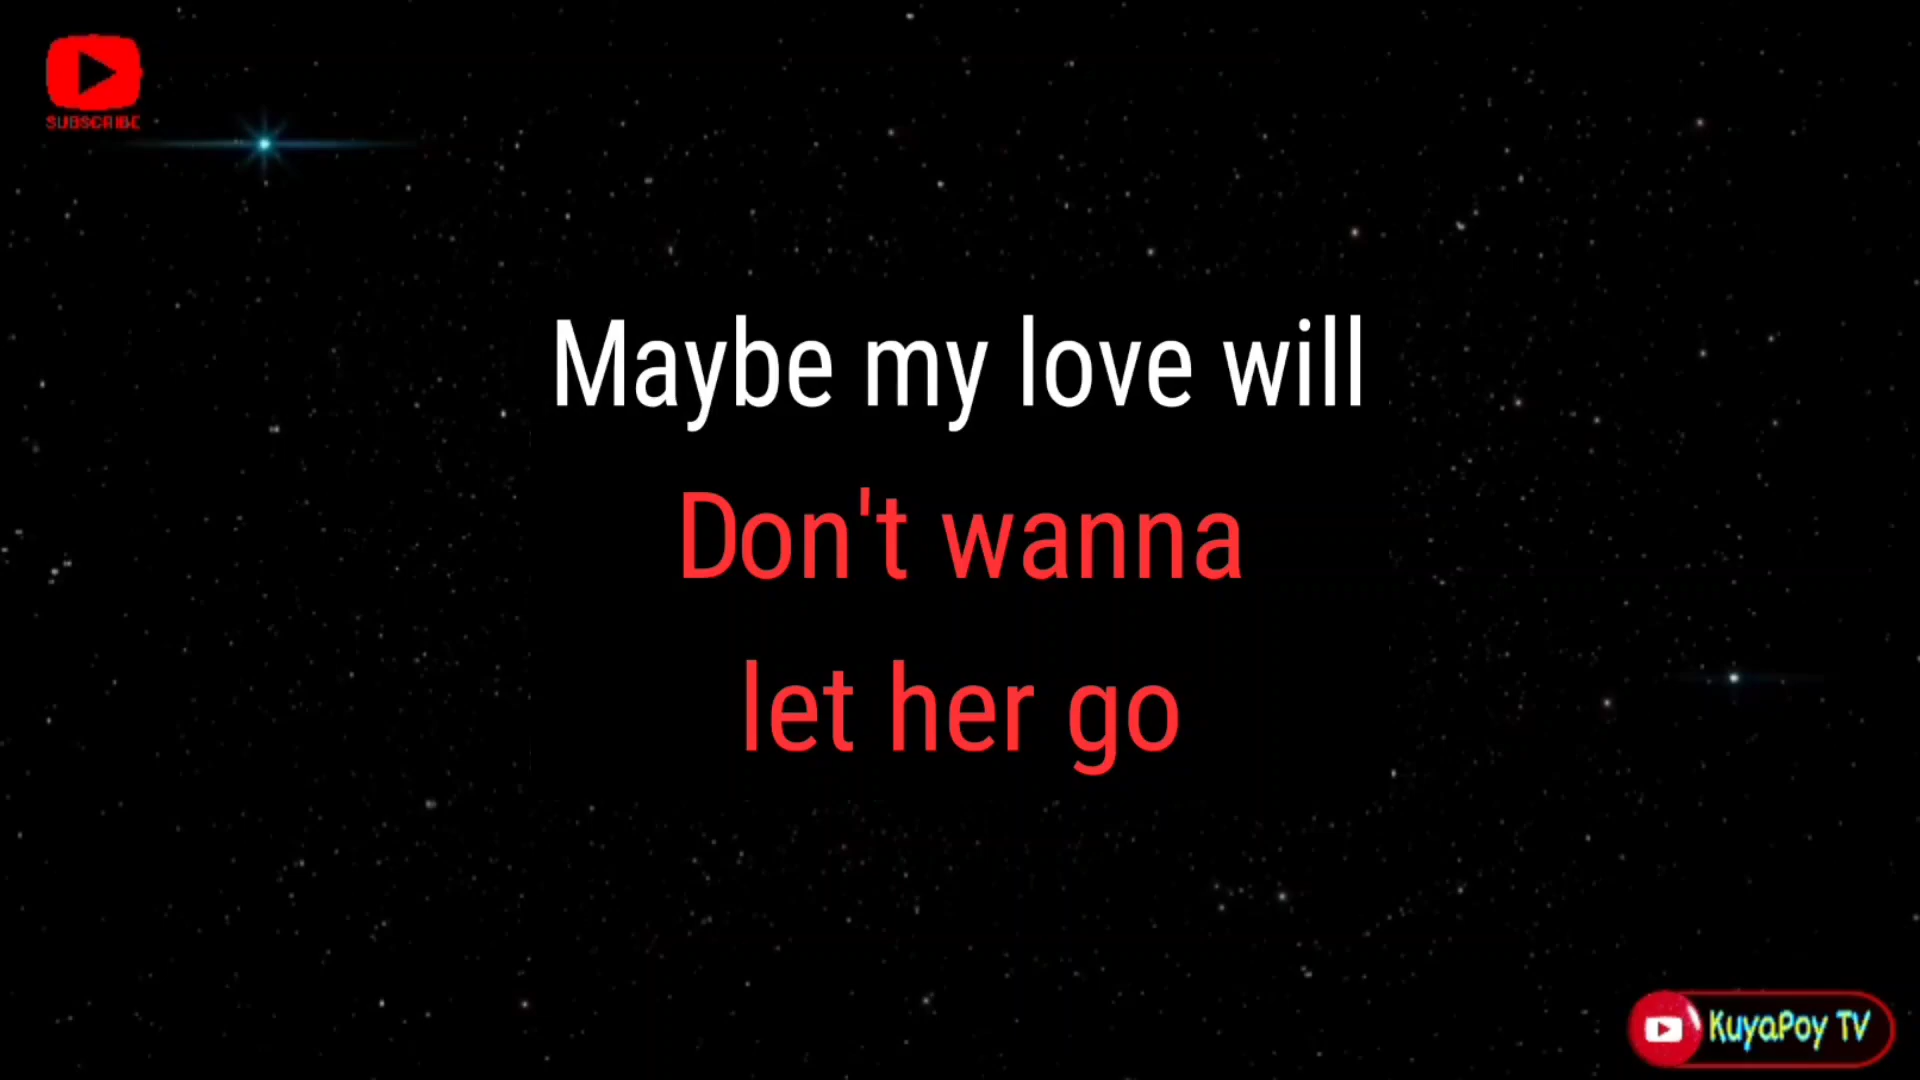 SUBSCRIBE
Maybe my love will
Don't wanna
let her go
KuyaPoy TV